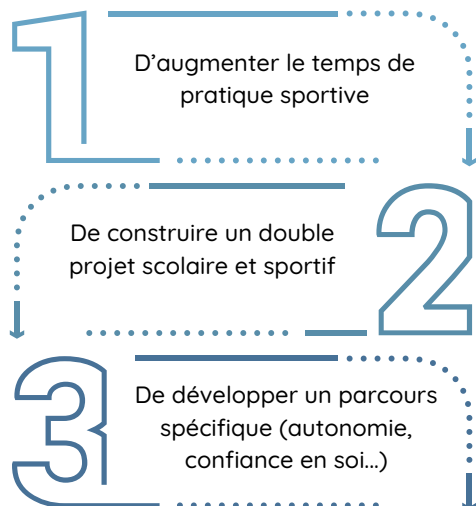 1
D’augmenter le temps de
pratique sportive
2
De construire un double
projet scolaire et sportif
3
De développer un parcours
spécifique (autonomie,
confiance en soi...)